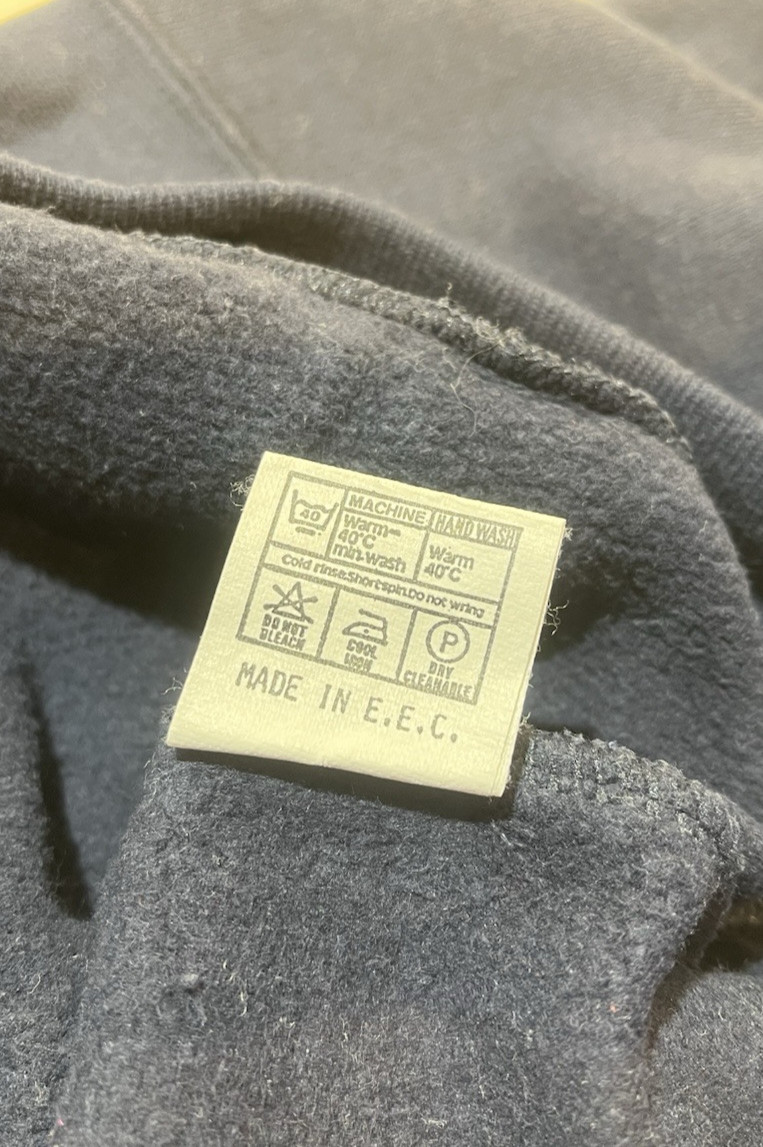 40
MACHINE
Warm-
40°C
min.wash
HAND WASH
Warm
40°C
Cold rinse.Short spin.Do not wring
DO NOT
BLEACH
COOL
IRON
P
DRY
CLEANABLE
MADE IN E.E.C.